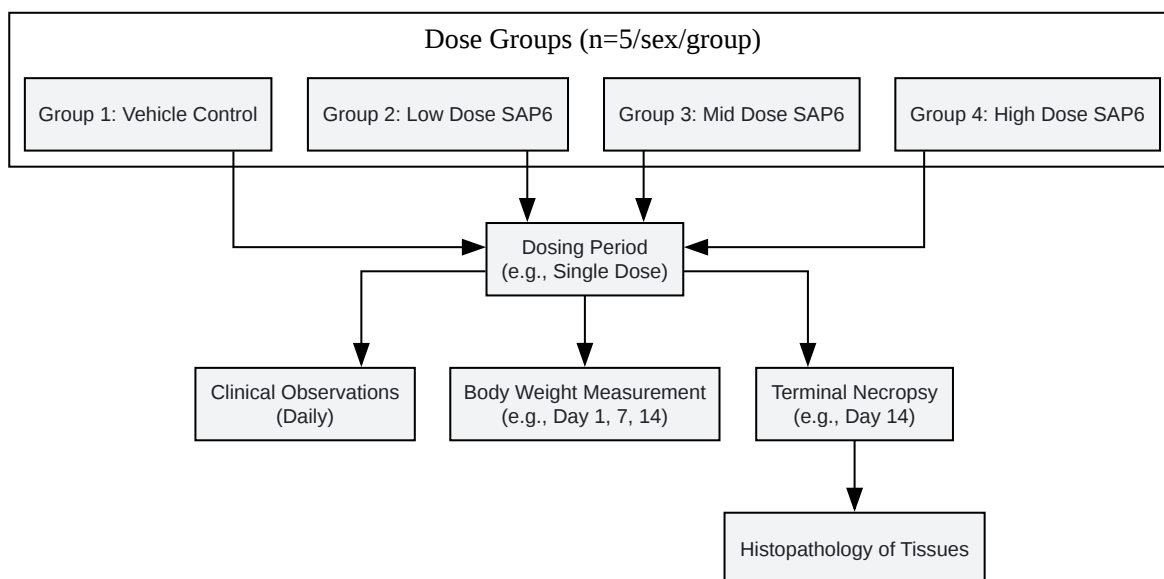 Dose Groups (n=5/sex/group)
Group 1: Vehicle Control
Group 2: Low Dose SAP6
Group 3: Mid Dose SAP6
Group 4: High Dose SAP6
Dosing Period
(e.g., Single Dose)
Clinical Observations
(Daily)
Body Weight Measurement
(e.g., Day 1, 7, 14)
Terminal Necropsy
(e.g., Day 14)
Histopathology of Tissues